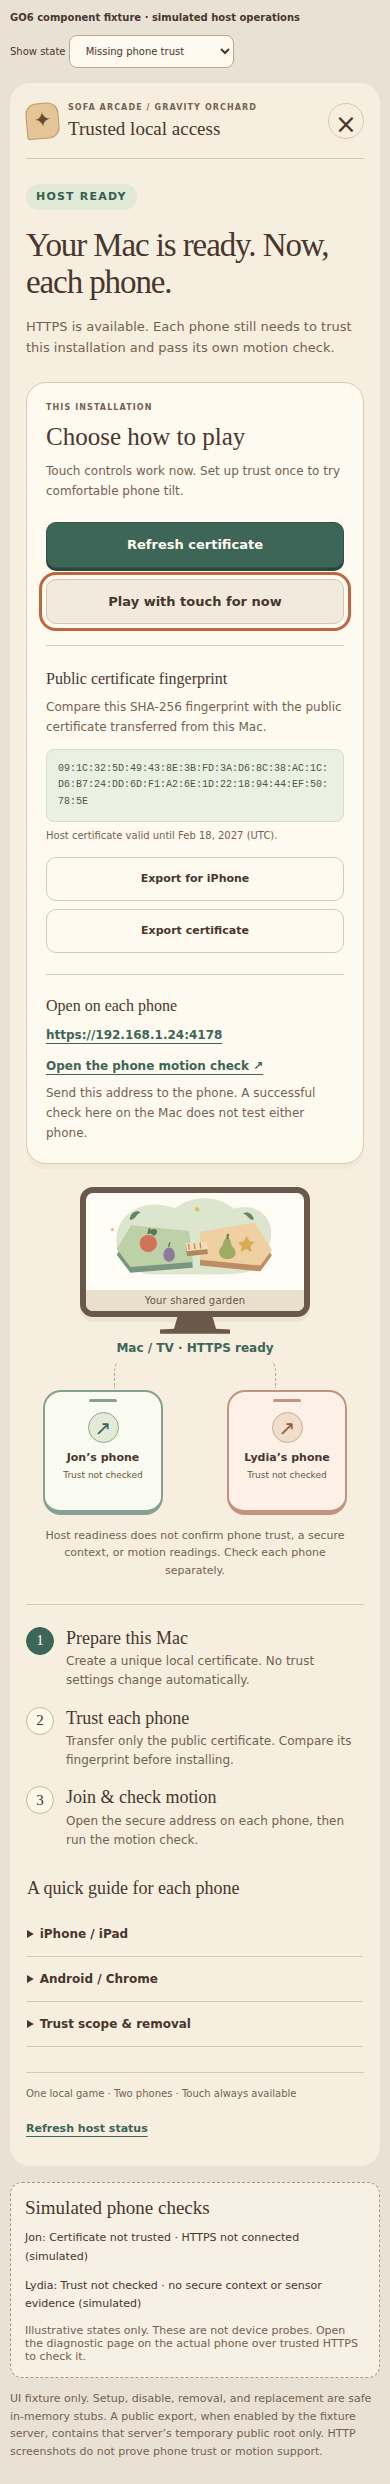 GO6 component fixture · simulated host operations
Show state
Missing phone trust
SOFA ARCADE / GRAVITY ORCHARD
Trusted local access
HOST READY
Your Mac is ready. Now,
each phone.
HTTPS is available. Each phone still needs to trust
this installation and pass its own motion check.
THIS INSTALLATION
Choose how to play
Touch controls work now. Set up trust once to try
comfortable phone tilt.
Refresh certificate
Play with touch for now
Public certificate fingerprint
Compare this SHA-256 fingerprint with the public
certificate transferred from this Mac.
09:1C:32:5D:49:43:8E:3B:FD:3A:D6:8C:38:AC:1C:
D6:B7:24:DD:6D:F1:A2:6E:1D:22:18:94:44:EF:50:
78:5E
Host certificate valid until Feb 18, 2027 (UTC).
Export for iPhone
Export certificate
Open on each phone
https://192.168.1.24:4178
Open the phone motion check ↗
Send this address to the phone. A successful
check here on the Mac does not test either
phone.
Your shared garden
Mac / TV · HTTPS ready
Jon’s phone
Trust not checked
Lydia’s phone
Trust not checked
Host readiness does not confirm phone trust, a secure
context, or motion readings. Check each phone
separately.
1
Prepare this Mac
Create a unique local certificate. No trust
settings change automatically.
2
Trust each phone
Transfer only the public certificate. Compare its
fingerprint before installing.
3
Join & check motion
Open the secure address on each phone, then
run the motion check.
A quick guide for each phone
iPhone / iPad
Android / Chrome
Trust scope & removal
One local game · Two phones · Touch always available
Refresh host status
Simulated phone checks
Jon: Certificate not trusted · HTTPS not connected
(simulated)
Lydia: Trust not checked · no secure context or sensor
evidence (simulated)
Illustrative states only. These are not device probes. Open
the diagnostic page on the actual phone over trusted HTTPS
to check it.
UI fixture only. Setup, disable, removal, and replacement are safe
in-memory stubs. A public export, when enabled by the fixture
server, contains that server’s temporary public root only. HTTP
screenshots do not prove phone trust or motion support.